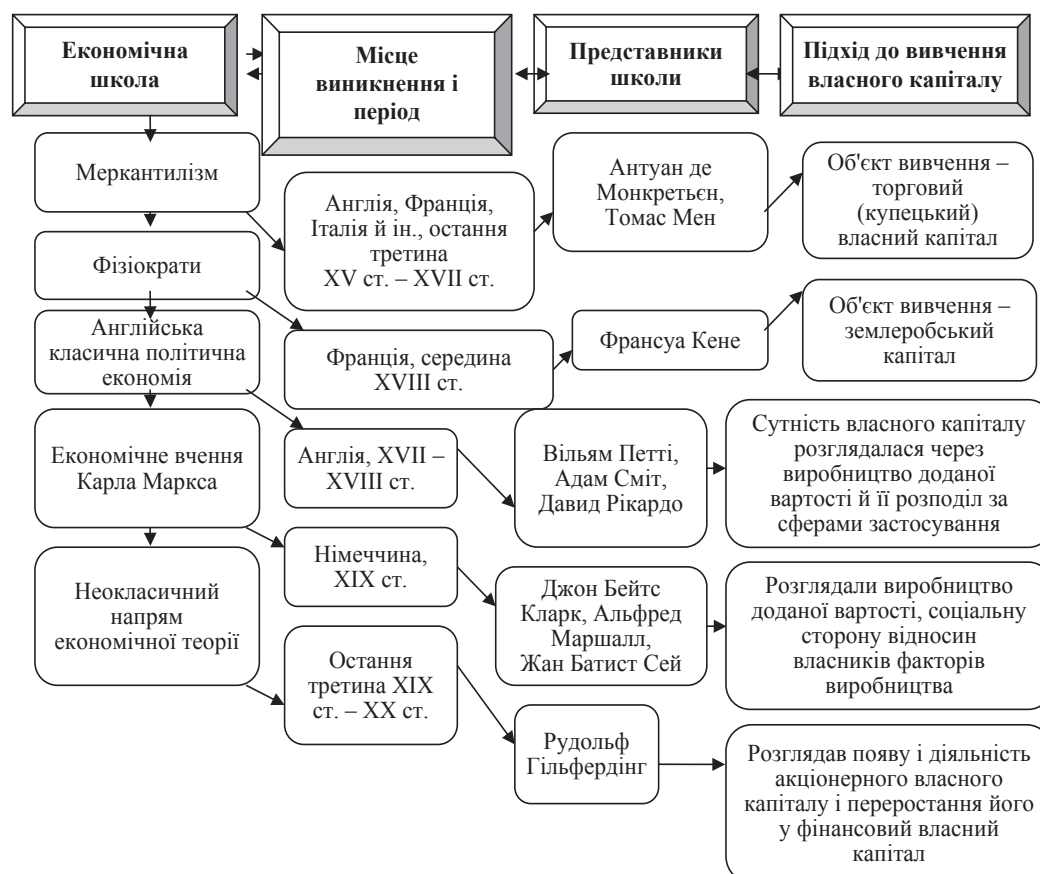 Економічна
школа
Місце
виникнення і
період
Представники
школи
Підхід до вивчення
власного капіталу
Меркантилізм
Англія, Франція,
Італія й ін., остання
третина
XV ст. – XVII ст.
Антуан де
Монкретьєн,
Томас Мен
Об'єкт вивчення –
торговий
(купецький)
власний капітал
Фізіократи
Франція, середина
XVIII ст.
Франсуа Кене
Об'єкт вивчення –
землеробський
капітал
Англійська
класична політична
економія
Англія, XVII –
XVIII ст.
Вільям Петті,
Адам Сміт,
Давид Рікардо
Сутність власного капіталу
розглядалася через
виробництво доданої
вартості й її розподіл за
сферами застосування
Економічне вчення
Карла Маркса
Німеччина,
XIX ст.
Джон Бейтс
Кларк, Альфред
Маршалл,
Жан Батист Сей
Розглядали виробництво
доданої вартості, соціальну
сторону відносин
власників факторів
виробництва
Неокласичний
напрям
економічної теорії
Остання
третина XIX
ст. – XX ст.
Рудольф
Гільфердінг
Розглядав появу і діяльність
акціонерного власного
капіталу і переростання його
у фінансовий власний
капітал